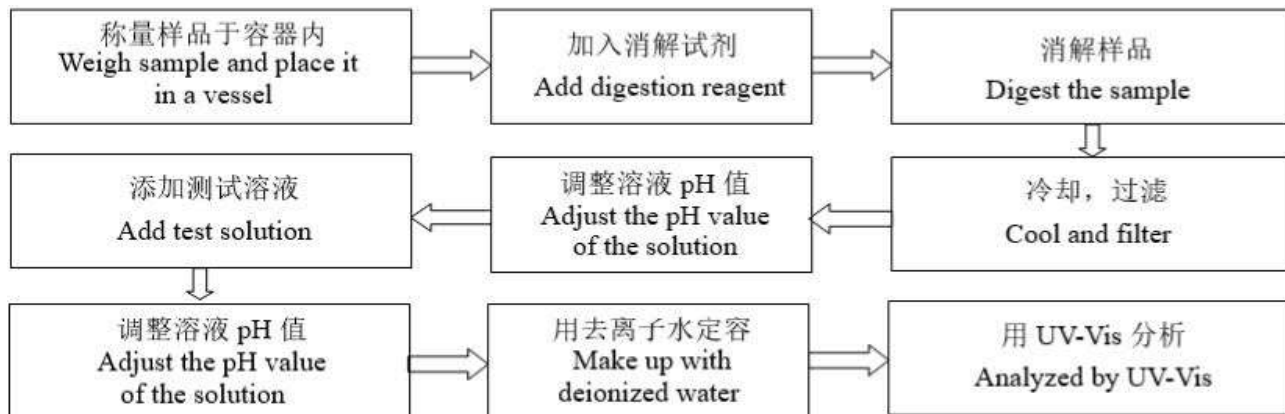 称量样品于容器内
Weigh sample and place it
in a vessel
加入消解试剂
Add digestion reagent
消解样品
Digest the sample
冷却，过滤
Cool and filter
调整溶液 pH 值
Adjust the pH value
of the solution
添加测试溶液
Add test solution
调整溶液 pH 值
Adjust the pH value
of the solution
用去离子水定容
Make up with
deionized water
用 UV-Vis 分析
Analyzed by UV-Vis